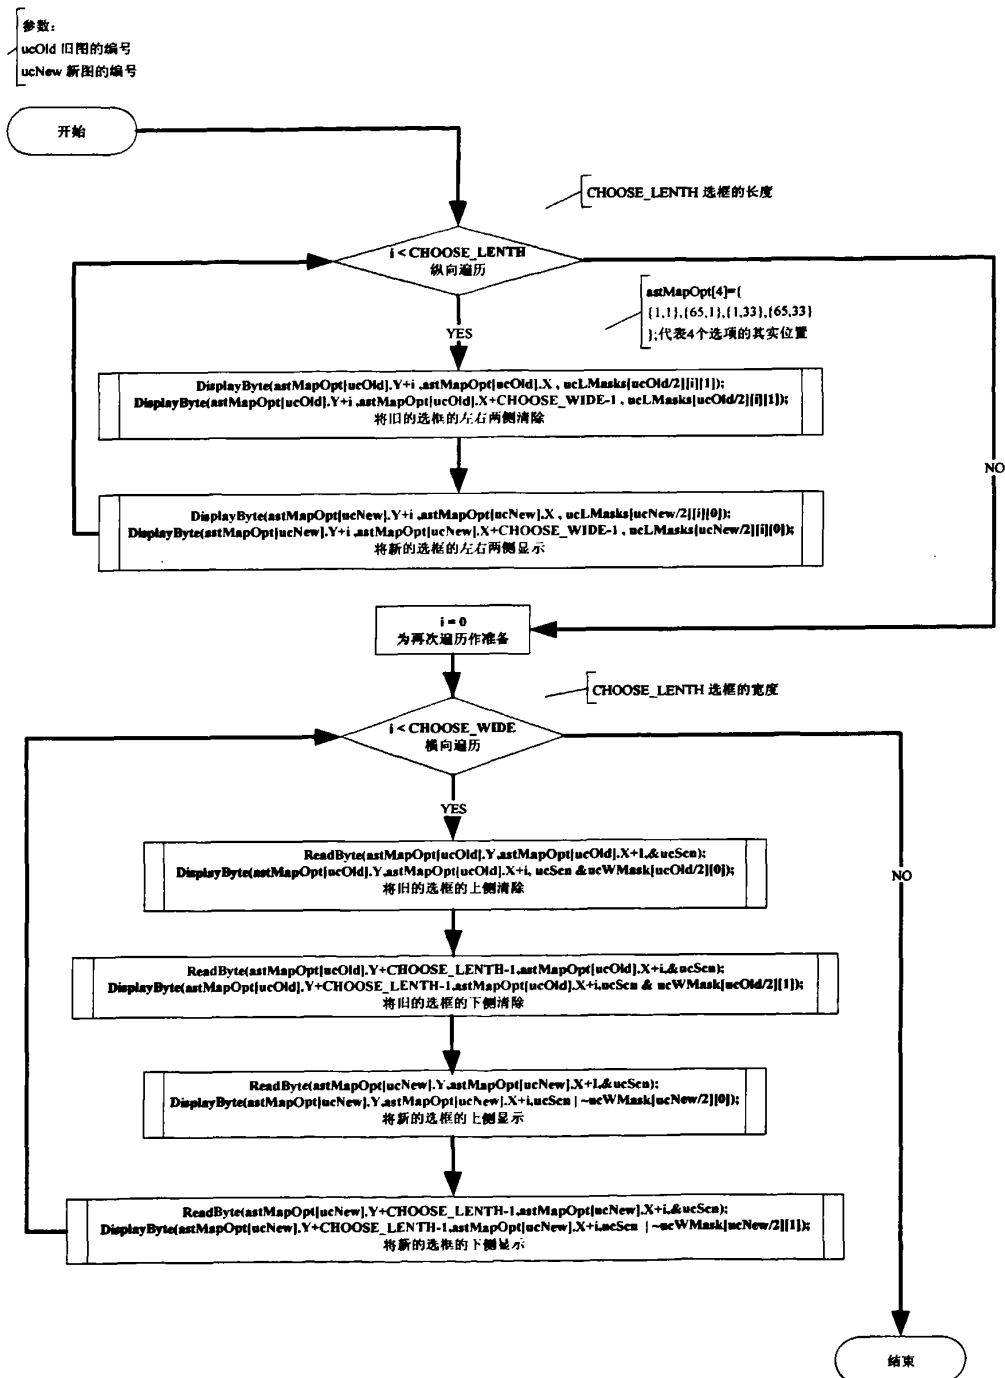 参数：
ucOld 旧图的编号
ucNew 新图的编号
开始
CHOOSE_LENTH 选框的长度
i < CHOOSE_LENTH
纵向遍历
astMapOpt[4]={
{1,1},{65,1},{1,33},{65,33}
};代表4个选项的其实位置
YES
DisplayByte(astMapOpt[ucOld].Y+i ,astMapOpt[ucOld].X , ucLMasks[ucOld/2][i][1]);
DisplayByte(astMapOpt[ucOld].Y+i ,astMapOpt[ucOld].X+CHOOSE_WIDE-1 , ucLMasks[ucOld/2][i][1]);
将旧的选框的左右两侧清除
NO
DisplayByte(astMapOpt[ucNew].Y+i ,astMapOpt[ucNew].X , ucLMasks[ucNew/2][i][0]);
DisplayByte(astMapOpt[ucNew].Y+i ,astMapOpt[ucNew].X+CHOOSE_WIDE-1 , ucLMasks[ucNew/2][i][0]);
将新的选框的左右两侧显示
i = 0
为再次遍历作准备
CHOOSE_LENTH 选框的宽度
i < CHOOSE_WIDE
横向遍历
YES
ReadByte(astMapOpt[ucOld].Y,astMapOpt[ucOld].X+I,&ucScn);
DisplayByte(astMapOpt[ucOld].Y,astMapOpt[ucOld].X+i, ucScn &ucWMask[ucOld/2][0]);
将旧的选框的上侧清除
NO
ReadByte(astMapOpt[ucOld].Y+CHOOSE_LENTH-1,astMapOpt[ucOld].X+i,&ucScn);
DisplayByte(astMapOpt[ucOld].Y+CHOOSE_LENTH-1,astMapOpt[ucOld].X+i,ucScn & ucWMask[ucOld/2][1]);
将旧的选框的下侧清除
ReadByte(astMapOpt[ucNew].Y,astMapOpt[ucNew].X+I,&ucScn);
DisplayByte(astMapOpt[ucNew].Y,astMapOpt[ucNew].X+i,ucScn | ~ucWMask[ucNew/2][0]);
将新的选框的上侧显示
ReadByte(astMapOpt[ucNew].Y+CHOOSE_LENTH-1,astMapOpt[ucNew].X+i,&ucScn);
DisplayByte(astMapOpt[ucNew].Y+CHOOSE_LENTH-1,astMapOpt[ucNew].X+i,ucScn | ~ucWMask[ucNew/2][1]);
将新的选框的下侧显示
结束